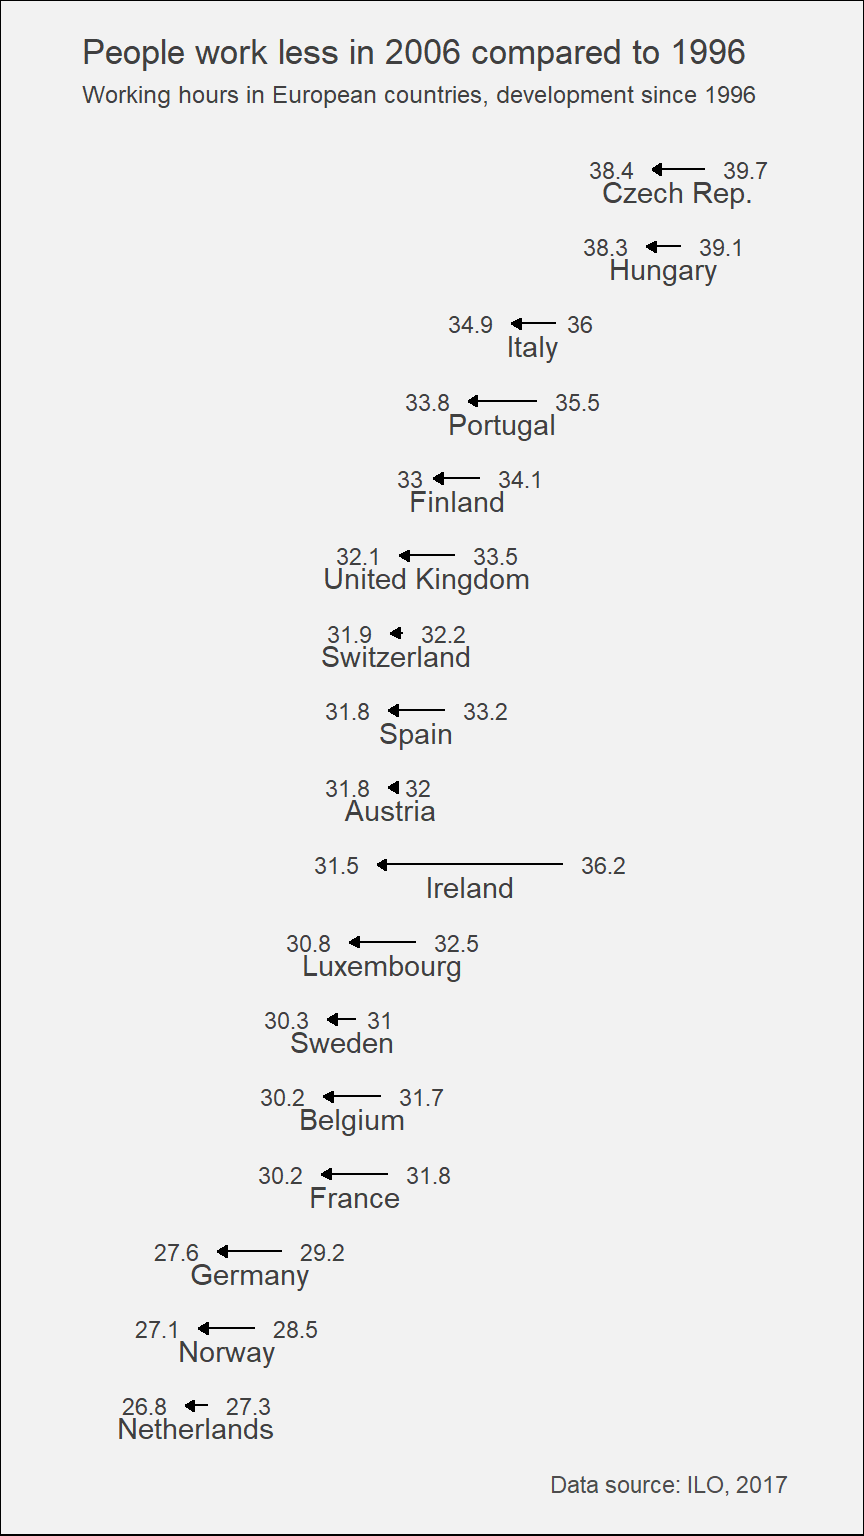 People work less in 2006 compared to 1996
Working hours in European countries, development since 1996
38.4 39.7
Czech Rep.
38.3 39.1
Hungary
34.9 36
Italy
33.8 35.5
Portugal
33 34.1
Finland
32.1 33.5
United Kingdom
31.9 32.2
Switzerland
31.8 33.2
Spain
31.8 32
Austria
31.5 36.2
Ireland
30.8 32.5
Luxembourg
30.3 31
Sweden
30.2 31.7
Belgium
30.2 31.8
France
27.6 29.2
Germany
27.1 28.5
Norway
26.8 27.3
Netherlands
Data source: ILO, 2017